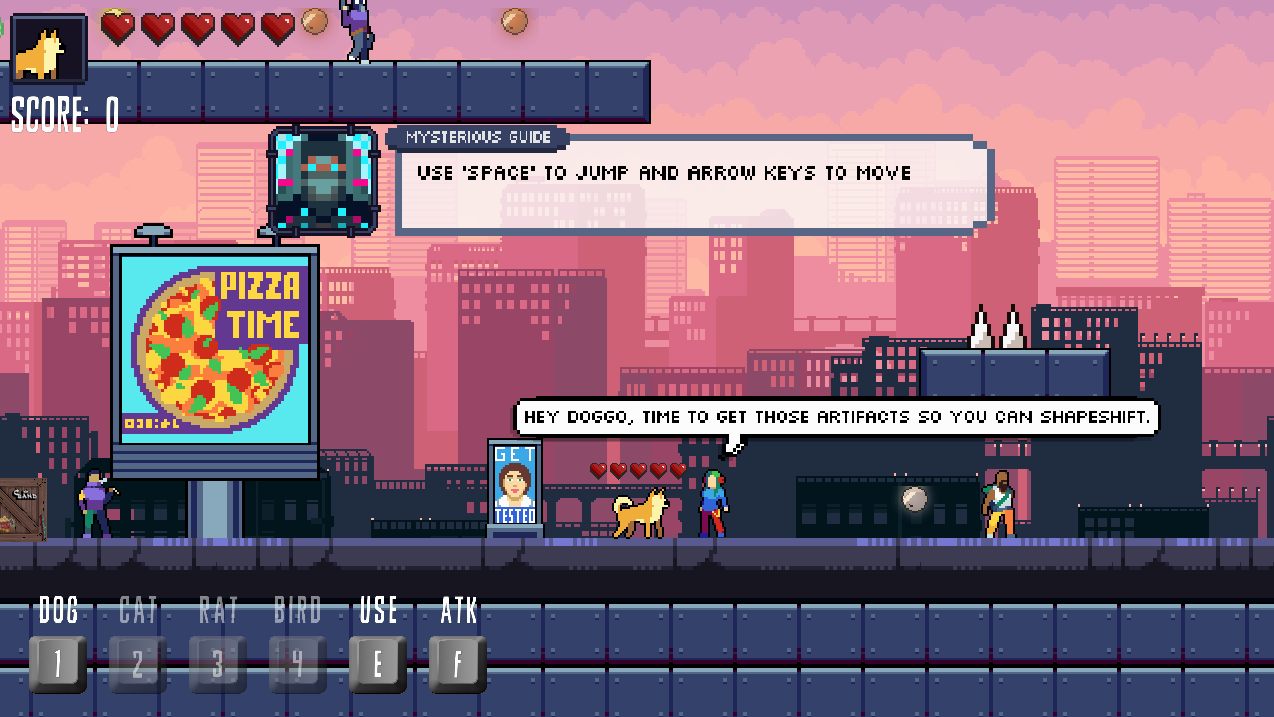 SCORE: 0
MYSTERIOUS GUIDE
USE 'SPACE' TO JUMP AND ARROW KEYS TO MOVE
PIZZA
TIME
HEY DOGGO, TIME TO GET THOSE ARTIFACTS SO YOU CAN SHAPESHIFT.
GET
TESTED
DOG CAT RAT BIRD USE ATK
1 2 3 4 E F